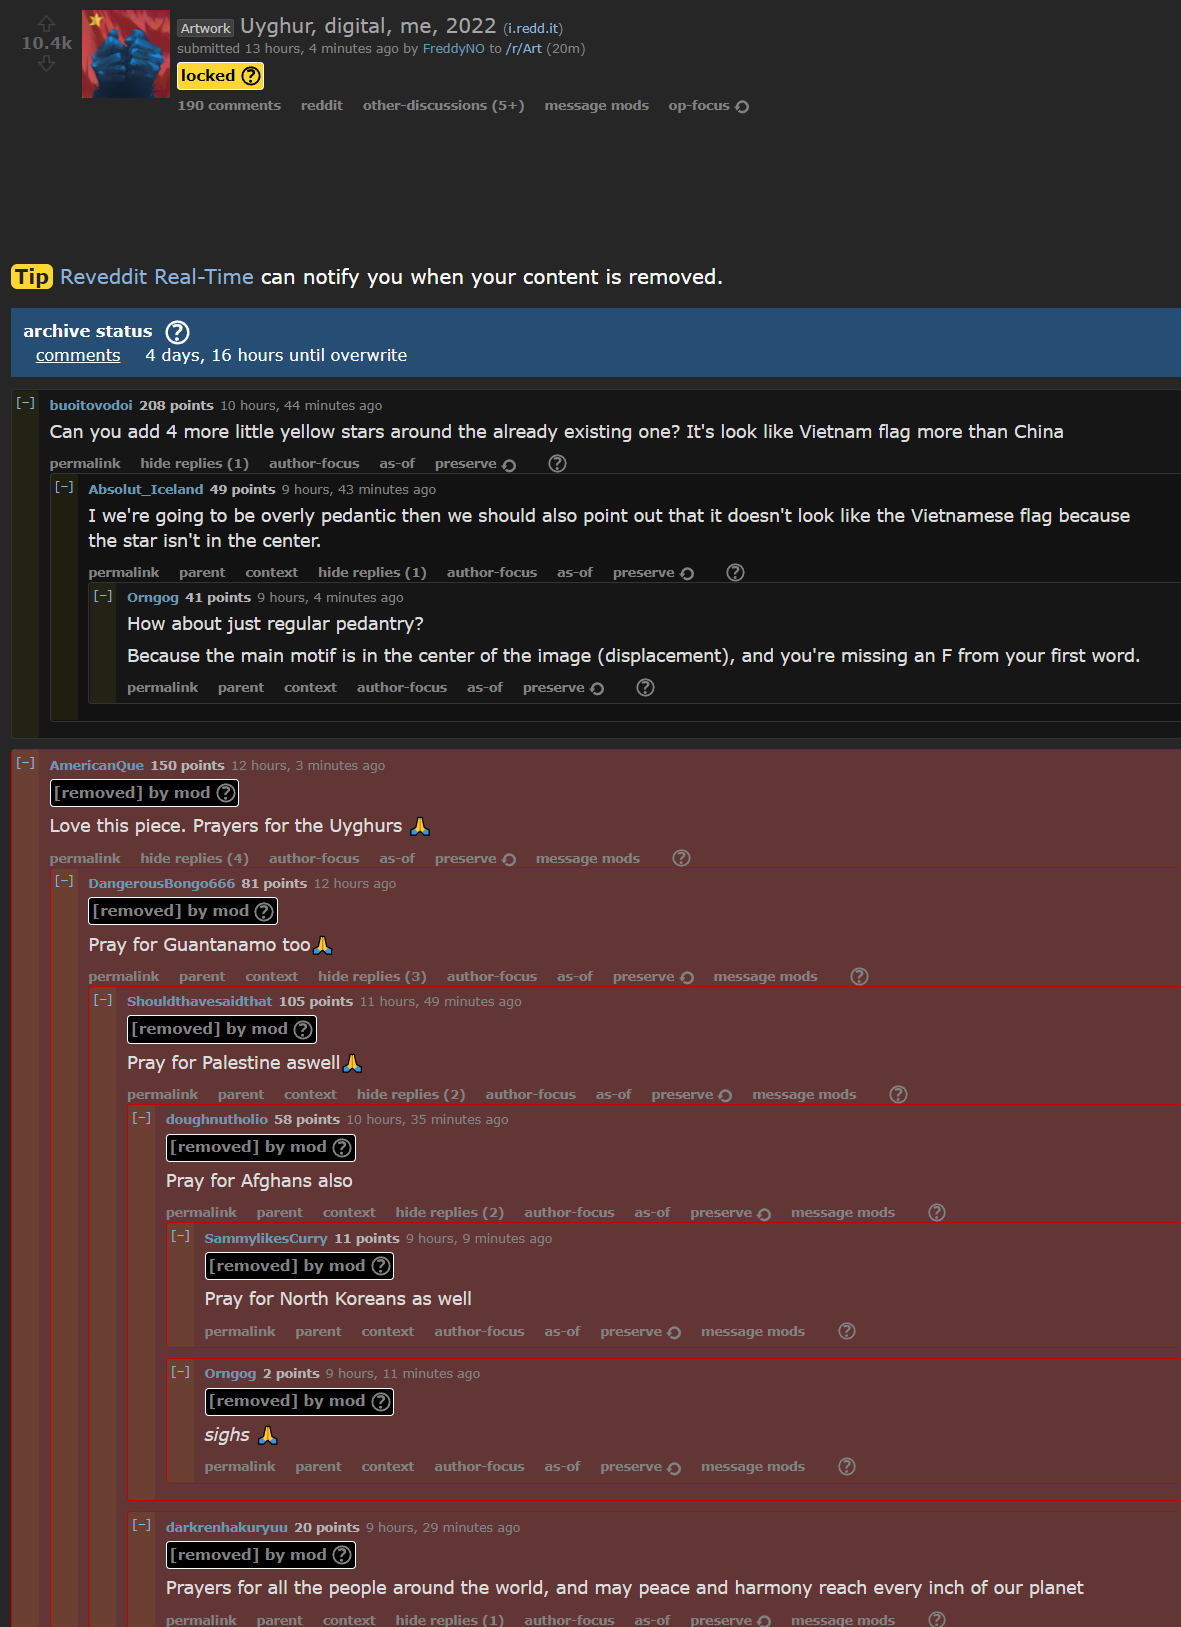 10.4k
Artwork Uyghur, digital, me, 2022 (i.redd.it)
submitted 13 hours, 4 minutes ago by FreddyNO to /r/Art (20m)
locked ?
190 comments reddit other-discussions (5+) message mods op-focus
Tip Reveddit Real-Time can notify you when your content is removed.
archive status ?
comments 4 days, 16 hours until overwrite
[−] buoitovodoi 208 points 10 hours, 44 minutes ago
Can you add 4 more little yellow stars around the already existing one? It's look like Vietnam flag more than China
permalink hide replies (1) author-focus as-of preserve ?
[−] Absolut_Iceland 49 points 9 hours, 43 minutes ago
I we're going to be overly pedantic then we should also point out that it doesn't look like the Vietnamese flag because
the star isn't in the center.
permalink parent context hide replies (1) author-focus as-of preserve ?
[−] Orngog 41 points 9 hours, 4 minutes ago
How about just regular pedantry?
Because the main motif is in the center of the image (displacement), and you're missing an F from your first word.
permalink parent context author-focus as-of preserve ?
[−] AmericanQue 150 points 12 hours, 3 minutes ago
[removed] by mod ?
Love this piece. Prayers for the Uyghurs 🙏
permalink hide replies (4) author-focus as-of preserve message mods ?
[−] DangerousBongo666 81 points 12 hours ago
[removed] by mod ?
Pray for Guantanamo too🙏
permalink parent context hide replies (3) author-focus as-of preserve message mods ?
[−] Shouldthavesaidthat 105 points 11 hours, 49 minutes ago
[removed] by mod ?
Pray for Palestine aswell🙏
permalink parent context hide replies (2) author-focus as-of preserve message mods ?
[−] doughnutholio 58 points 10 hours, 35 minutes ago
[removed] by mod ?
Pray for Afghans also
permalink parent context hide replies (2) author-focus as-of preserve message mods ?
[−] SammylikesCurry 11 points 9 hours, 9 minutes ago
[removed] by mod ?
Pray for North Koreans as well
permalink parent context author-focus as-of preserve message mods ?
[−] Orngog 2 points 9 hours, 11 minutes ago
[removed] by mod ?
sighs 🙏
permalink parent context author-focus as-of preserve message mods ?
[−] darkrenhakuryuu 20 points 9 hours, 29 minutes ago
[removed] by mod ?
Prayers for all the people around the world, and may peace and harmony reach every inch of our planet
permalink parent context hide replies (1) author-focus as-of preserve message mods ?